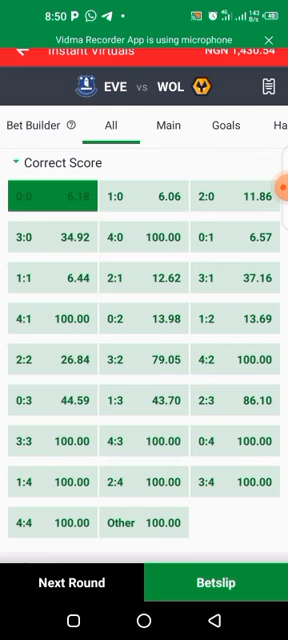 8:50
4G
143 B/s
48
Vidma Recorder App is using microphone
Instant Virtuals NGN 1,430.54
EVE vs WOL
Bet Builder All Main Goals Ha
Correct Score
0:0 6.18 1:0 6.06 2:0 11.86
3:0 34.92 4:0 100.00 0:1 6.57
1:1 6.44 2:1 12.62 3:1 37.16
4:1 100.00 0:2 13.98 1:2 13.69
2:2 26.84 3:2 79.05 4:2 100.00
0:3 44.59 1:3 43.70 2:3 86.10
3:3 100.00 4:3 100.00 0:4 100.00
1:4 100.00 2:4 100.00 3:4 100.00
4:4 100.00 Other 100.00
Next Round Betslip